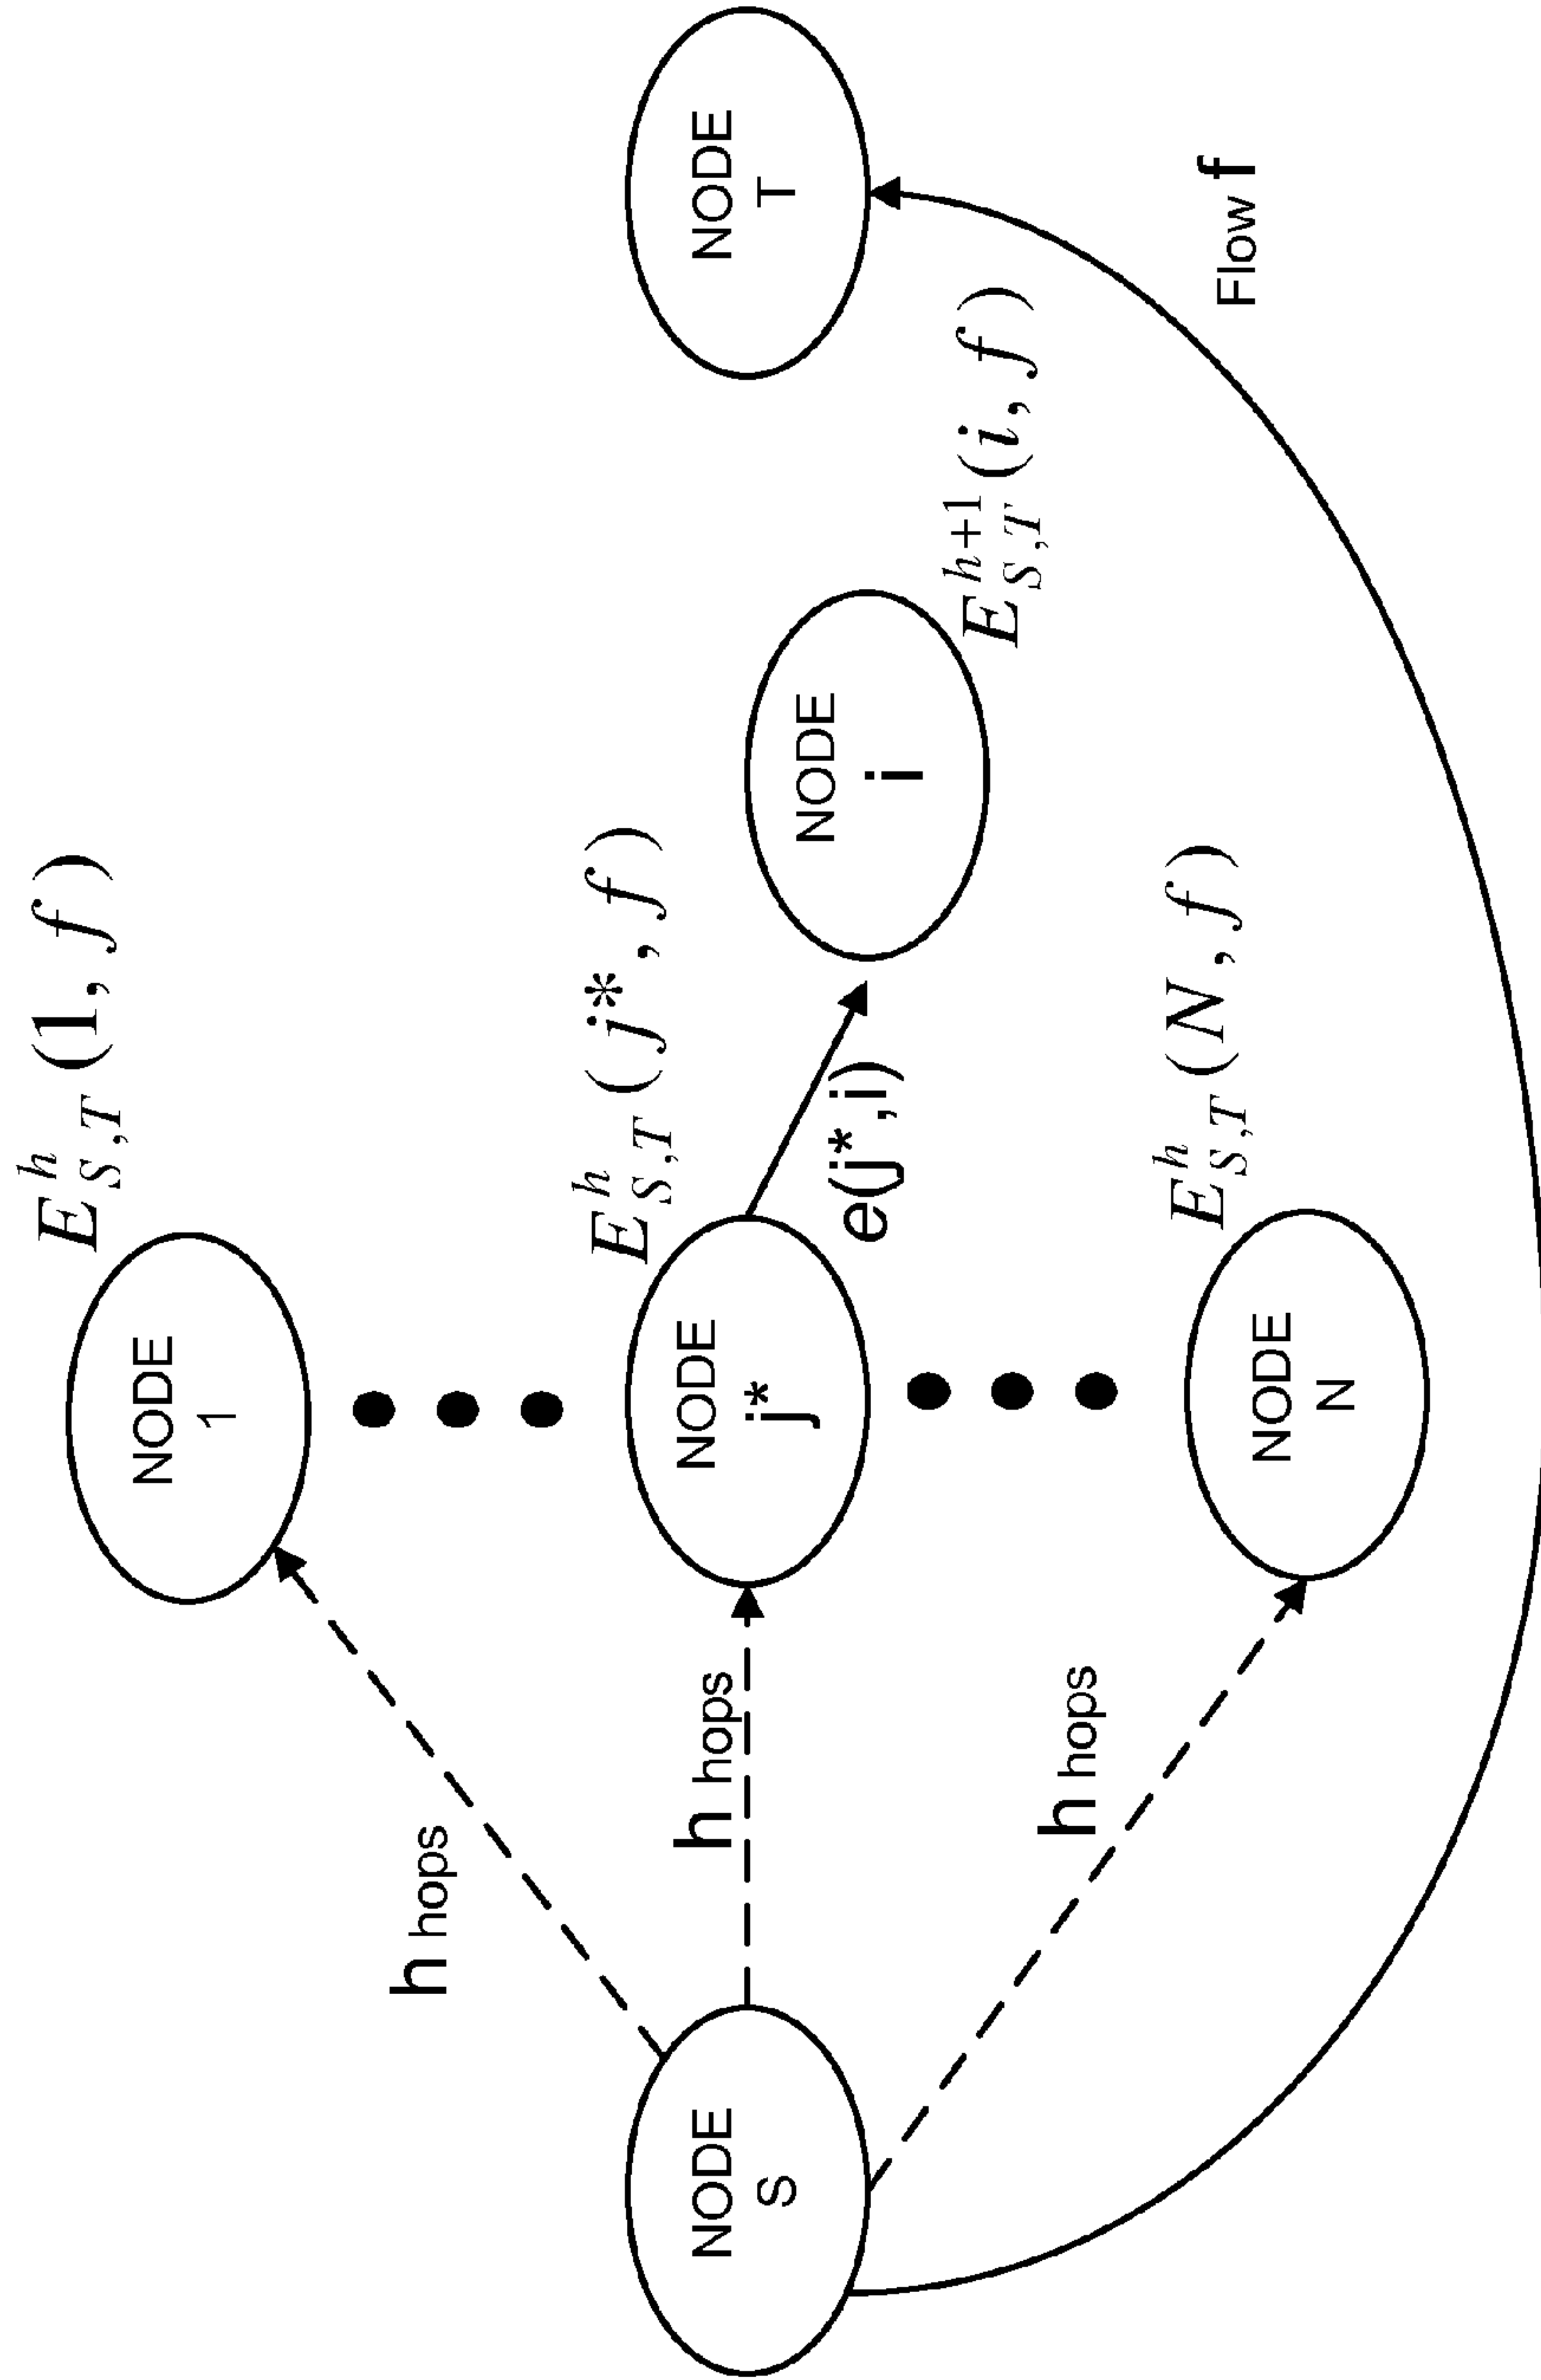 NODE
S
h hops
h hops
h hops
NODE
1
E^h_{S,T}(1, f)
NODE
j*
E^h_{S,T}(j*, f)
e(j*,i)
NODE
N
E^h_{S,T}(N, f)
NODE
i
E^{h+1}_{S,T}(i, f)
NODE
T
Flow f